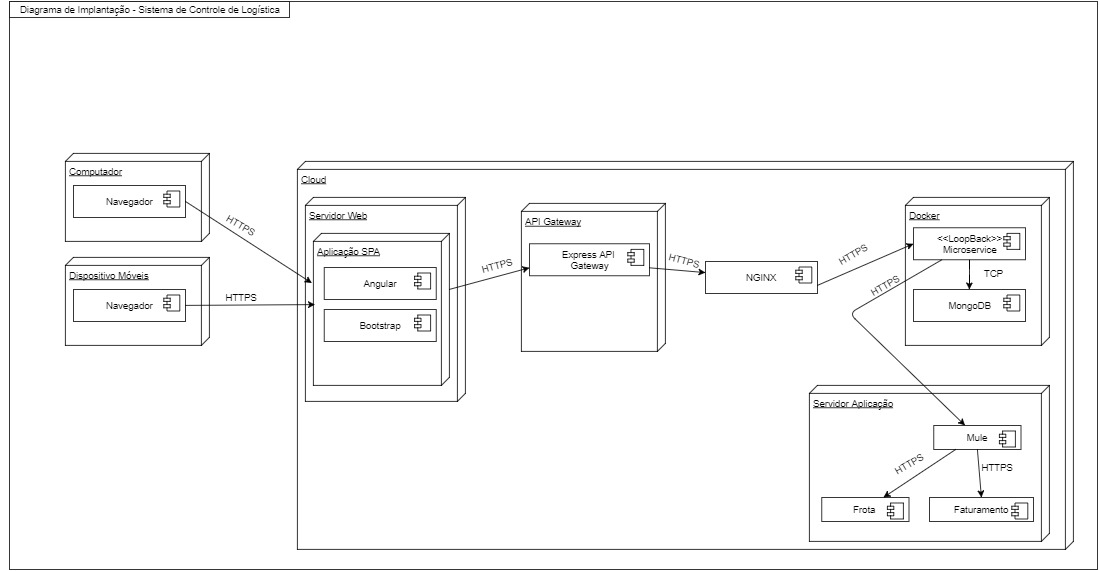 Diagrama de Implantação - Sistema de Controle de Logística
Computador
Navegador
HTTPS
Dispositivo Móveis
Navegador
HTTPS
Cloud
Servidor Web
Aplicação SPA
Angular
Bootstrap
HTTPS
API Gateway
Express API
Gateway
HTTPS
NGINX
HTTPS
Docker
<<LoopBack>>
Microservice
TCP
MongoDB
HTTPS
Servidor Aplicação
Mule
HTTPS
HTTPS
Frota
Faturamento